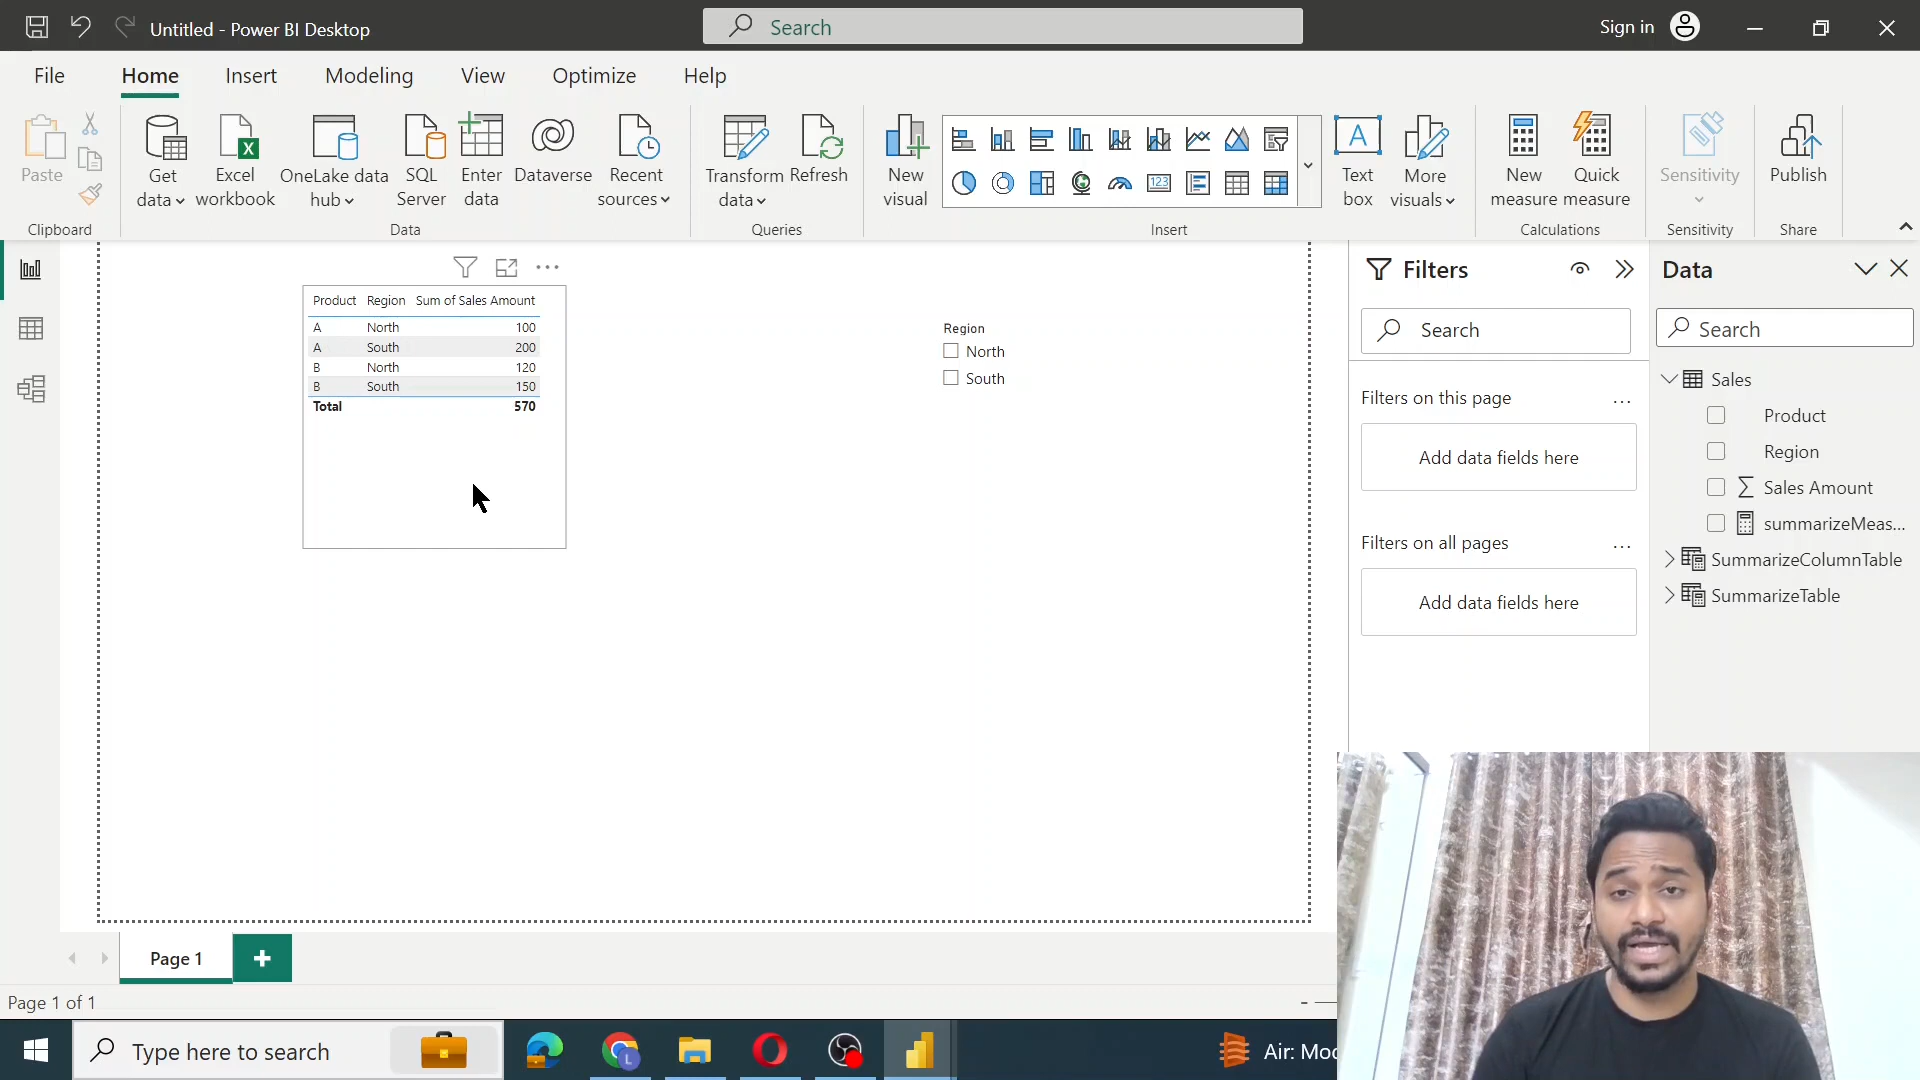 Untitled - Power BI Desktop
Search
Sign in
File
Home
Insert
Modeling
View
Optimize
Help
Paste
Get data
Excel workbook
OneLake data hub
SQL Server
Enter data
Dataverse
Recent sources
Transform data
Refresh
New visual
123
A
Text box
More visuals
New measure
Quick measure
Sensitivity
Publish
Clipboard
Data
Queries
Insert
Calculations
Sensitivity
Share
Product Region Sum of Sales Amount
A North 100
A South 200
B North 120
B South 150
Total 570
Region
North
South
Filters
Search
Filters on this page
Add data fields here
Filters on all pages
Add data fields here
Data
Search
Sales
Product
Region
Sales Amount
summarizeMeas...
SummarizeColumnTable
SummarizeTable
Page 1
Page 1 of 1
Type here to search
L
Air: Mo